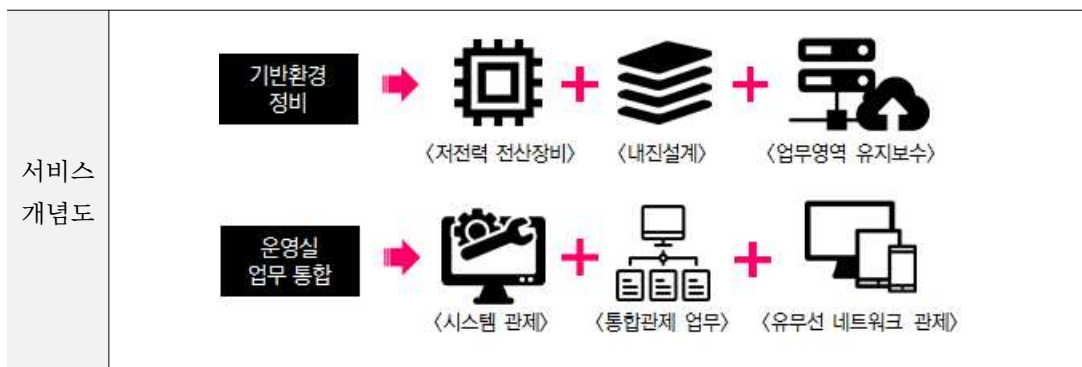 서비스
개념도
기반환경
정비
〈저전력 전산장비〉
〈내진설계〉
〈업무영역 유지보수〉
운영실
업무 통합
〈시스템 관제〉
〈통합관제 업무〉
〈유무선 네트워크 관제〉